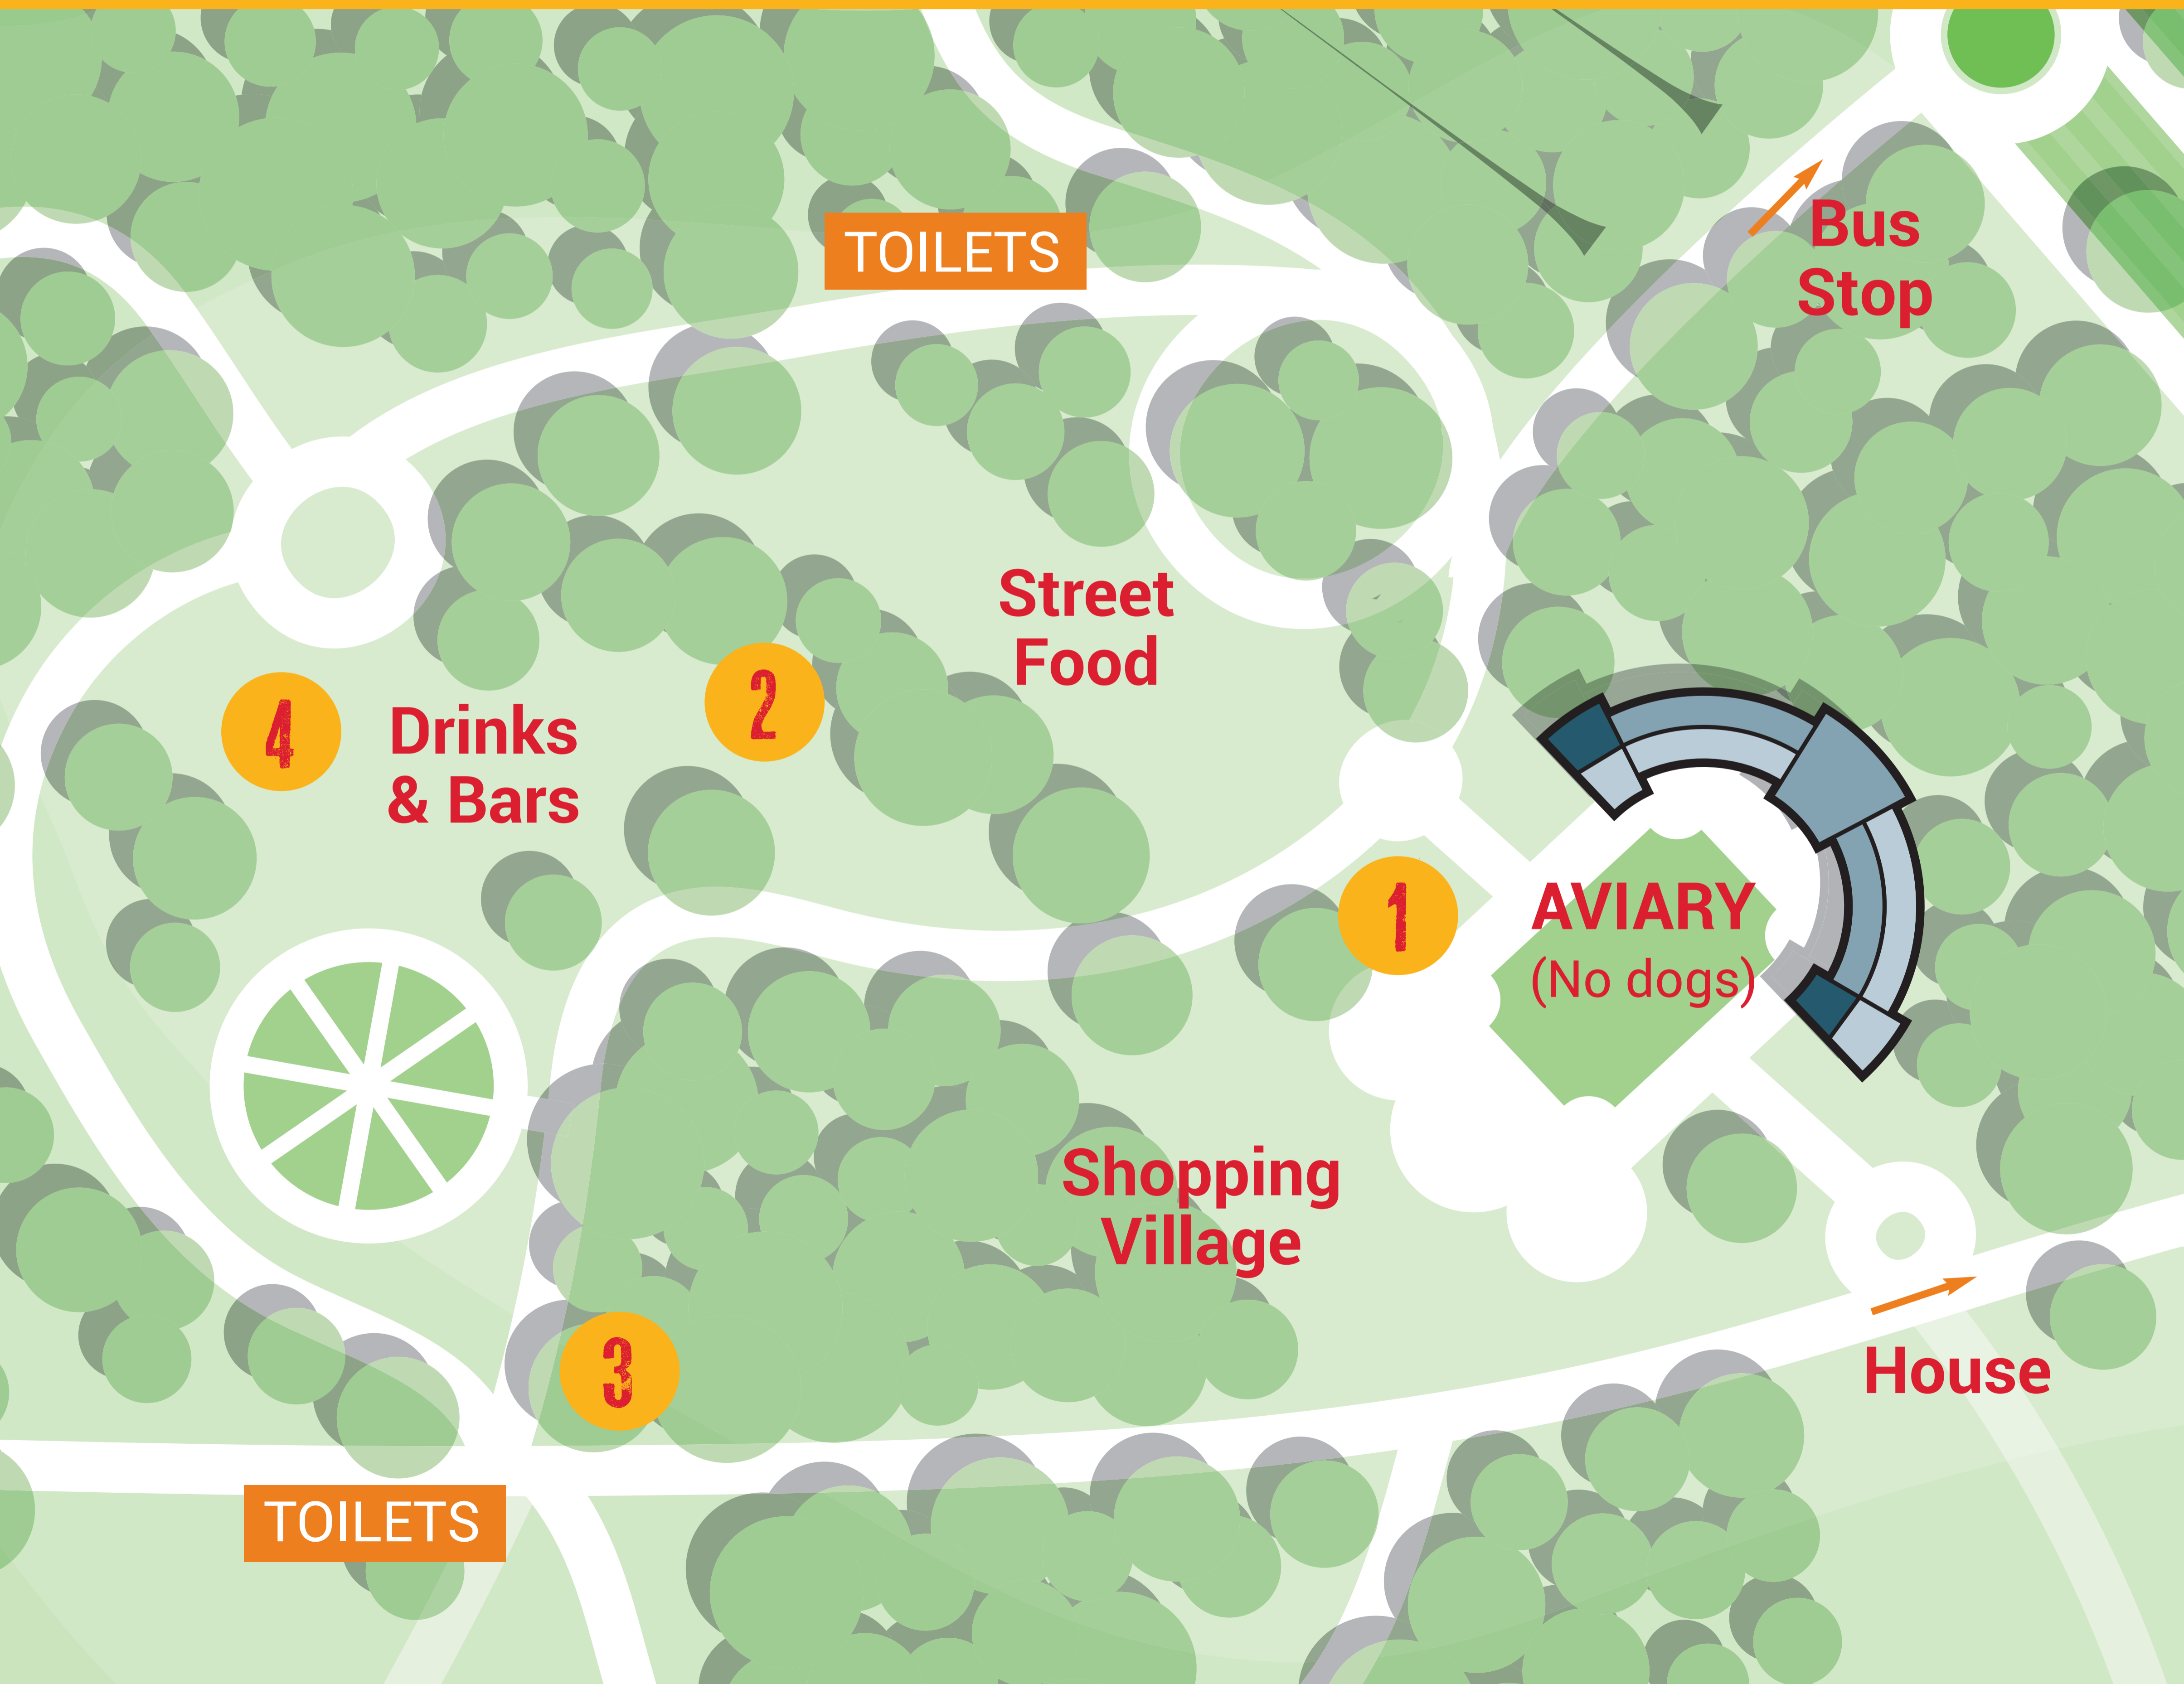 TOILETS
Bus
Stop
Street
Food
2
4
Drinks
& Bars
1
AVIARY
(No dogs)
Shopping
Village
3
House
TOILETS